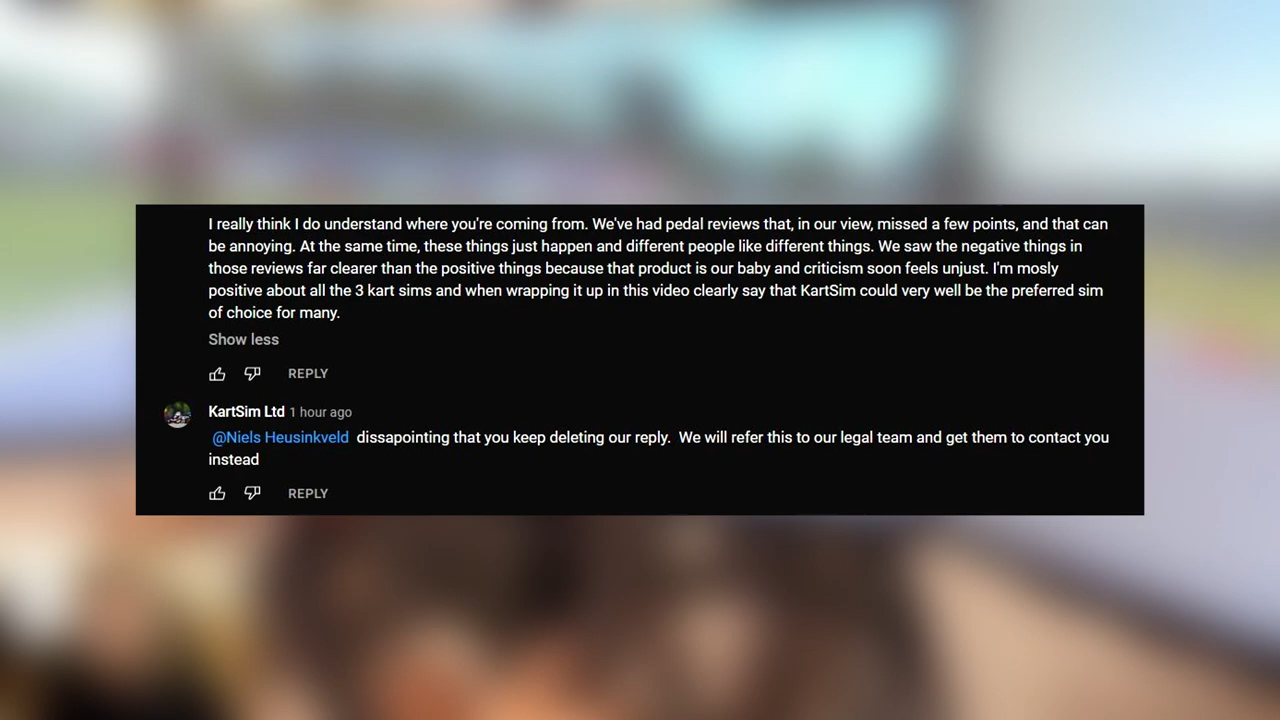 I really think I do understand where you're coming from. We've had pedal reviews that, in our view, missed a few points, and that can
be annoying. At the same time, these things just happen and different people like different things. We saw the negative things in
those reviews far clearer than the positive things because that product is our baby and criticism soon feels unjust. I'm mosly
positive about all the 3 kart sims and when wrapping it up in this video clearly say that KartSim could very well be the preferred sim
of choice for many.
Show less
REPLY
KartSim Ltd 1 hour ago
@Niels Heusinkveld dissapointing that you keep deleting our reply. We will refer this to our legal team and get them to contact you
instead
REPLY